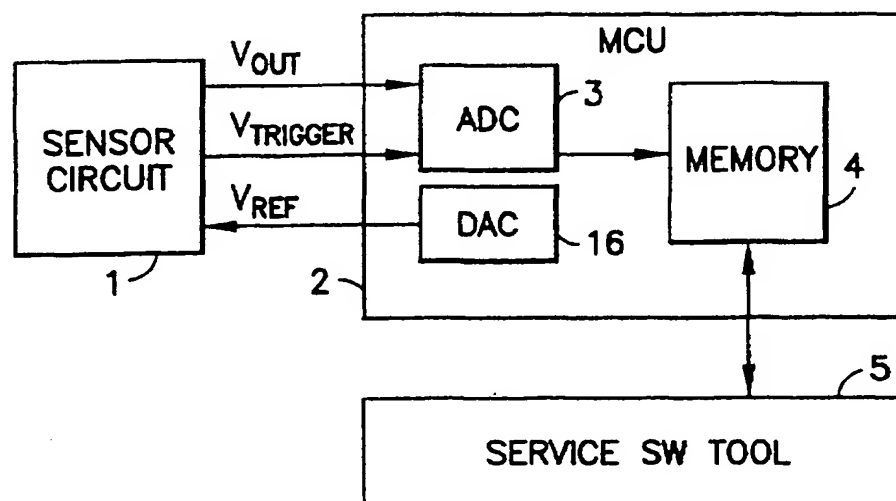 MCU
V_OUT
ADC
3
SENSOR
CIRCUIT
V_TRIGGER
MEMORY
4
V_REF
DAC
16
1
2
5
SERVICE SW TOOL